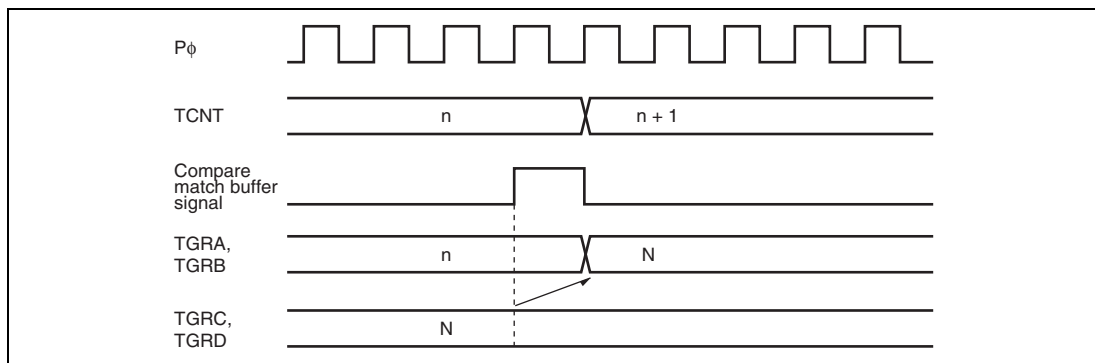 Pϕ
TCNT
n
n + 1
Compare
match buffer
signal
TGRA,
TGRB
n
N
TGRC,
TGRD
N